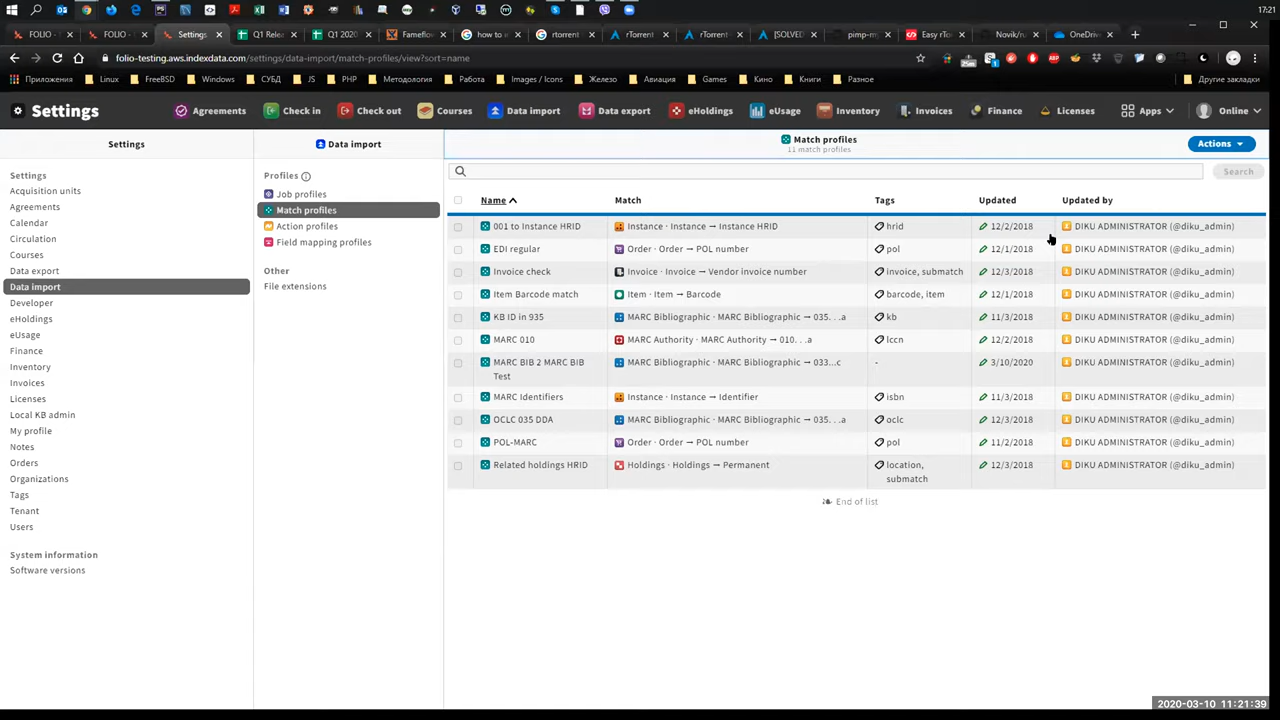 17:21
FOLIO -
FOLIO -
Settings
Q1 Relea
Q1 2020
Fameflow
how to in
rtorrent
rTorrent
rTorrent
[SOLVED
pimp-my
Easy rTo
Novik/ru
OneDrive
folio-testing.aws.indexdata.com/settings/data-import/match-profiles/view?sort=name
Приложения
Linux
FreeBSD
Windows
СУБД
JS
PHP
Методология
Работа
Images / Icons
Железо
Авиация
Games
Кино
Книги
Разное
Другие закладки
Settings
Agreements
Check in
Check out
Courses
Data import
Data export
eHoldings
eUsage
Inventory
Invoices
Finance
Licenses
Apps
Online
Settings
Settings
Acquisition units
Agreements
Calendar
Circulation
Courses
Data export
Data import
Developer
eHoldings
eUsage
Finance
Inventory
Invoices
Licenses
Local KB admin
My profile
Notes
Orders
Organizations
Tags
Tenant
Users
System information
Software versions
Data import
Profiles
Job profiles
Match profiles
Action profiles
Field mapping profiles
Other
File extensions
Match profiles
11 match profiles
Actions
Search
Name Match Tags Updated Updated by
001 to Instance HRID Instance · Instance → Instance HRID hrid 12/2/2018 DIKU ADMINISTRATOR (@diku_admin)
EDI regular Order · Order → POL number pol 12/1/2018 DIKU ADMINISTRATOR (@diku_admin)
Invoice check Invoice · Invoice → Vendor invoice number invoice, submatch 12/3/2018 DIKU ADMINISTRATOR (@diku_admin)
Item Barcode match Item · Item → Barcode barcode, item 12/1/2018 DIKU ADMINISTRATOR (@diku_admin)
KB ID in 935 MARC Bibliographic · MARC Bibliographic → 035. . .a kb 11/3/2018 DIKU ADMINISTRATOR (@diku_admin)
MARC 010 MARC Authority · MARC Authority → 010. . .a lccn 12/2/2018 DIKU ADMINISTRATOR (@diku_admin)
MARC BIB 2 MARC BIB MARC Bibliographic · MARC Bibliographic → 033...c - 3/10/2020 DIKU ADMINISTRATOR (@diku_admin)
Test
MARC Identifiers Instance · Instance → Identifier isbn 11/3/2018 DIKU ADMINISTRATOR (@diku_admin)
OCLC 035 DDA MARC Bibliographic · MARC Bibliographic → 035. . .a oclc 12/3/2018 DIKU ADMINISTRATOR (@diku_admin)
POL-MARC Order · Order → POL number pol 11/2/2018 DIKU ADMINISTRATOR (@diku_admin)
Related holdings HRID Holdings · Holdings → Permanent location, 12/3/2018 DIKU ADMINISTRATOR (@diku_admin)
submatch
End of list
2020-03-10 11:21:39